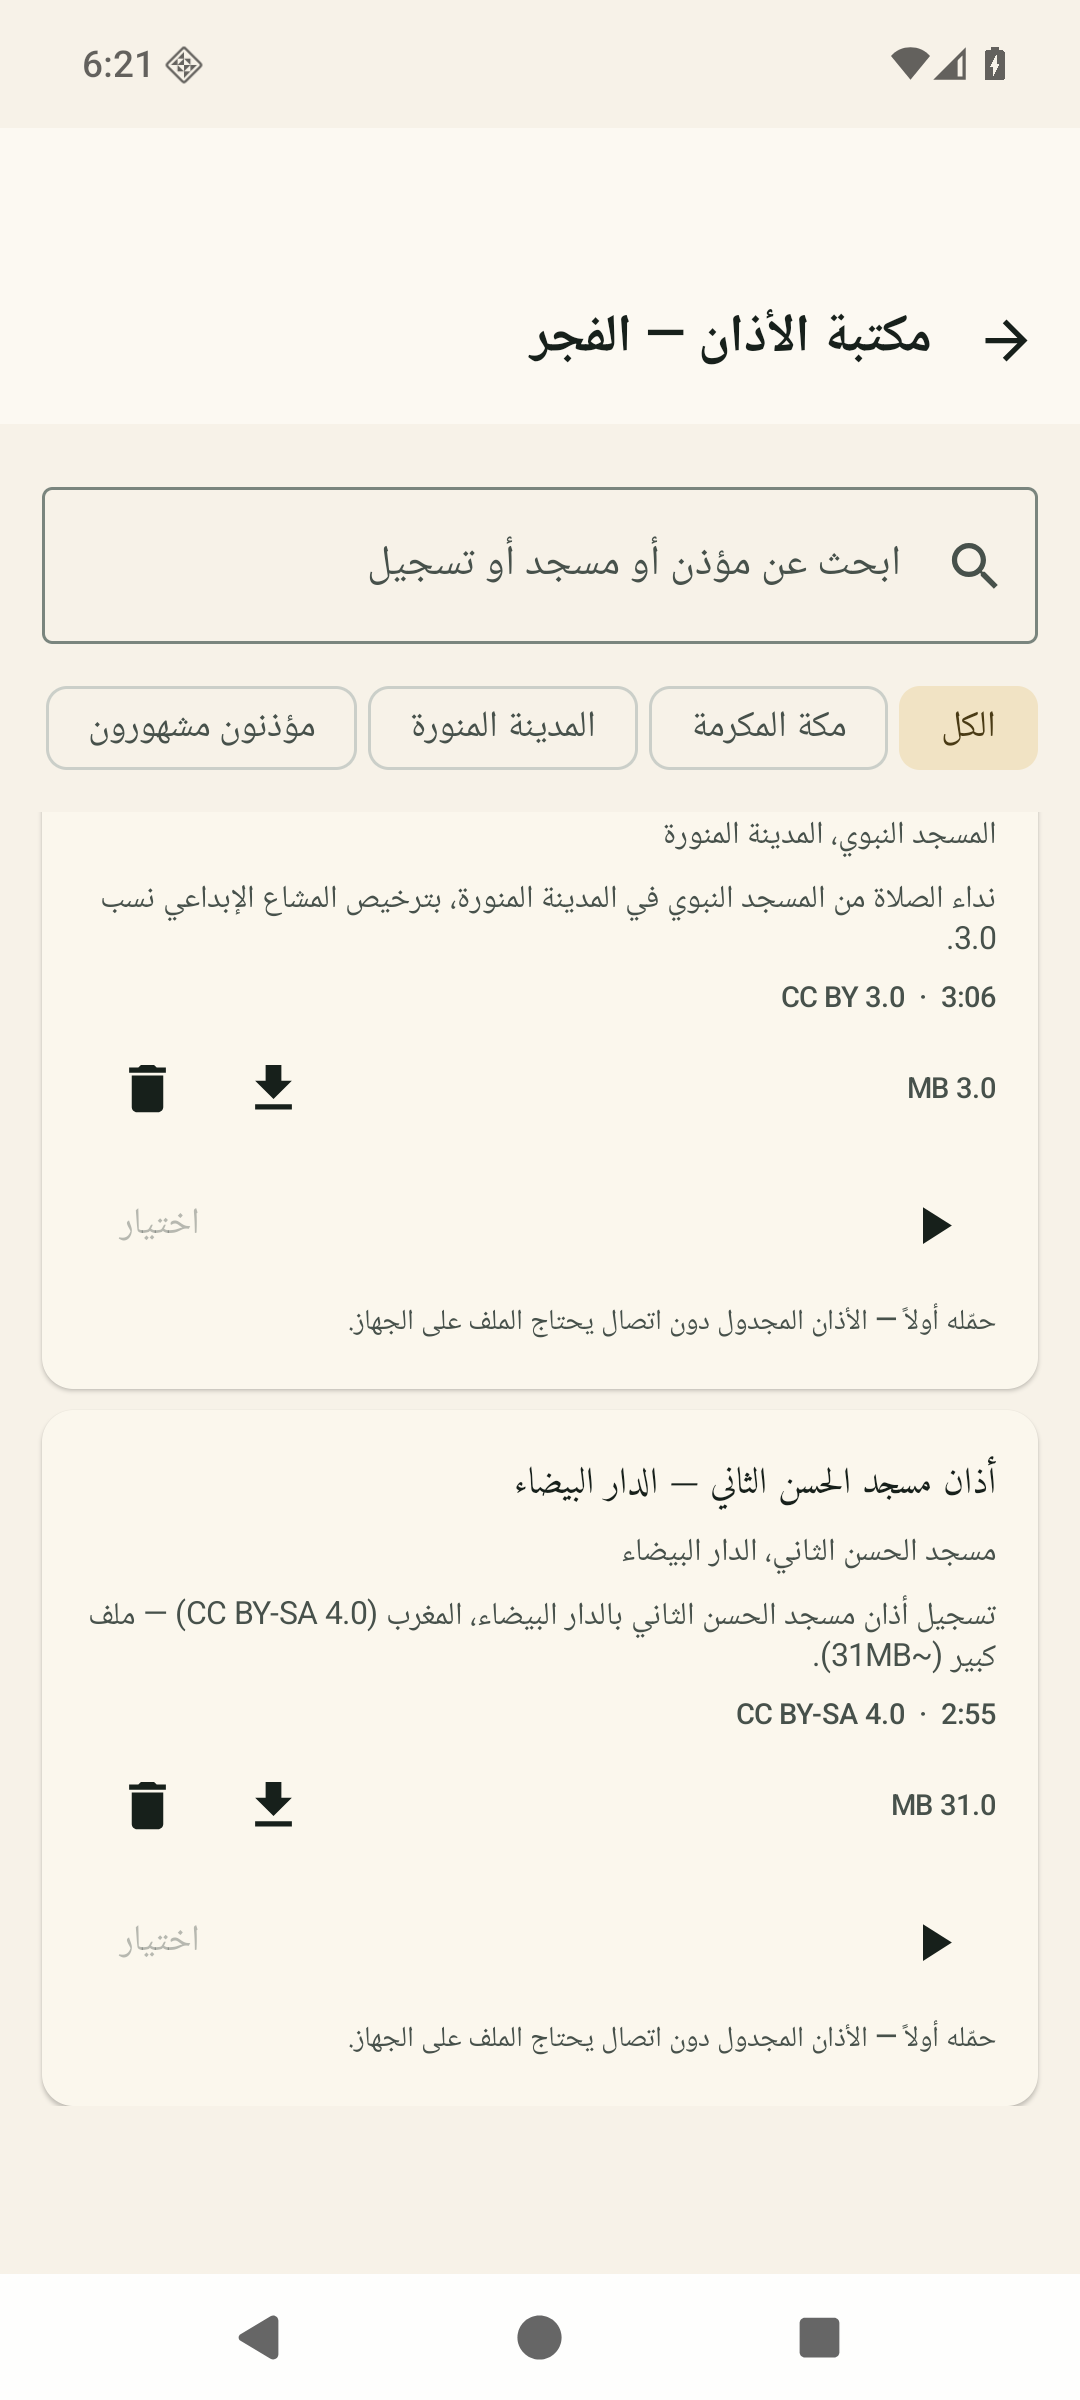 6:21
مكتبة الأذان — الفجر
ابحث عن مؤذن أو مسجد أو تسجيل
الكل
مكة المكرمة
المدينة المنورة
مؤذنون مشهورون
المسجد النبوي، المدينة المنورة
نداء الصلاة من المسجد النبوي في المدينة المنورة، بترخيص المشاع الإبداعي نسب
3.0.
3:06 · CC BY 3.0
3.0 MB
اختيار
حمّله أولاً — الأذان المجدول دون اتصال يحتاج الملف على الجهاز.
أذان مسجد الحسن الثاني — الدار البيضاء
مسجد الحسن الثاني، الدار البيضاء
تسجيل أذان مسجد الحسن الثاني بالدار البيضاء، المغرب (CC BY-SA 4.0) — ملف
كبير (~31MB).
2:55 · CC BY-SA 4.0
31.0 MB
اختيار
حمّله أولاً — الأذان المجدول دون اتصال يحتاج الملف على الجهاز.